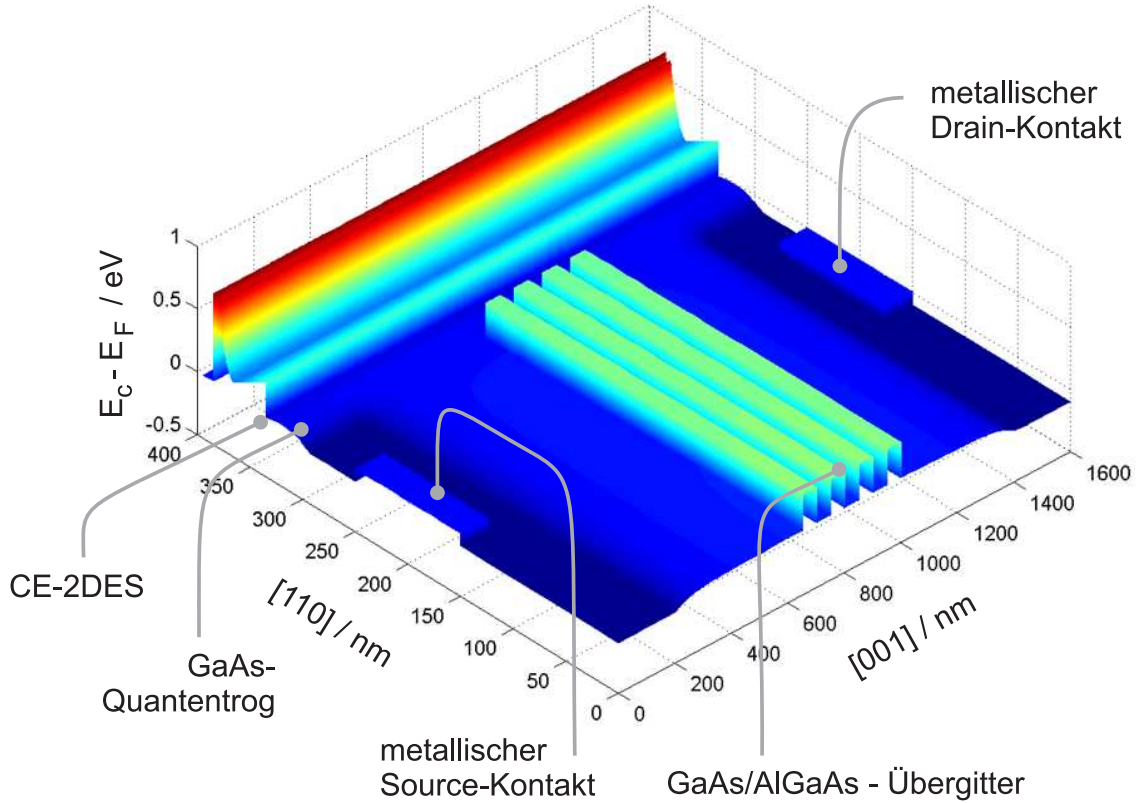 metallischer
Drain-Kontakt
E_C - E_F / eV
1
0.5
0
-0.5
400
350
300
250
200
150
100
50
0
[110] / nm
0
200
400
600
800
1000
1200
1400
1600
[001] / nm
CE-2DES
GaAs-
Quantentrog
metallischer
Source-Kontakt
GaAs/AlGaAs - Übergitter